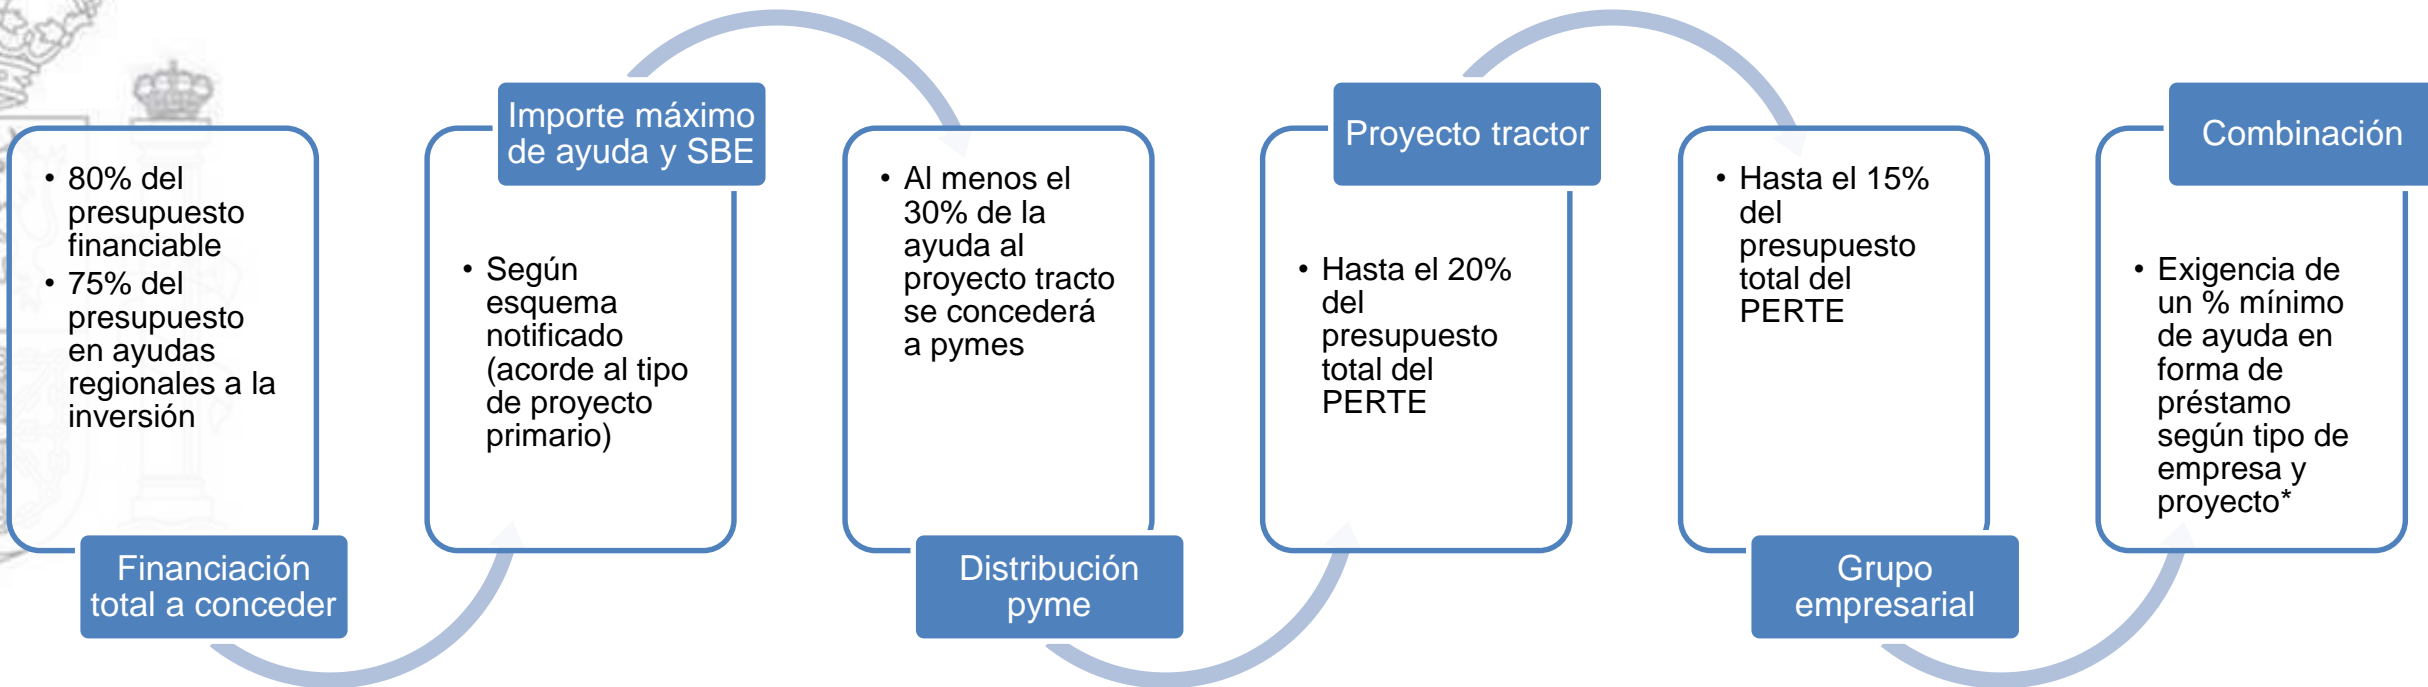 • 80% del
presupuesto
financiable
• 75% del
presupuesto
en ayudas
regionales a la
inversión
Financiación
total a conceder
Importe máximo
de ayuda y SBE
• Según
esquema
notificado
(acorde al tipo
de proyecto
primario)
• Al menos el
30% de la
ayuda al
proyecto tracto
se concederá
a pymes
Distribución
pyme
Proyecto tractor
• Hasta el 20%
del
presupuesto
total del
PERTE
• Hasta el 15%
del
presupuesto
total del
PERTE
Grupo
empresarial
Combinación
• Exigencia de
un % mínimo
de ayuda en
forma de
préstamo
según tipo de
empresa y
proyecto*